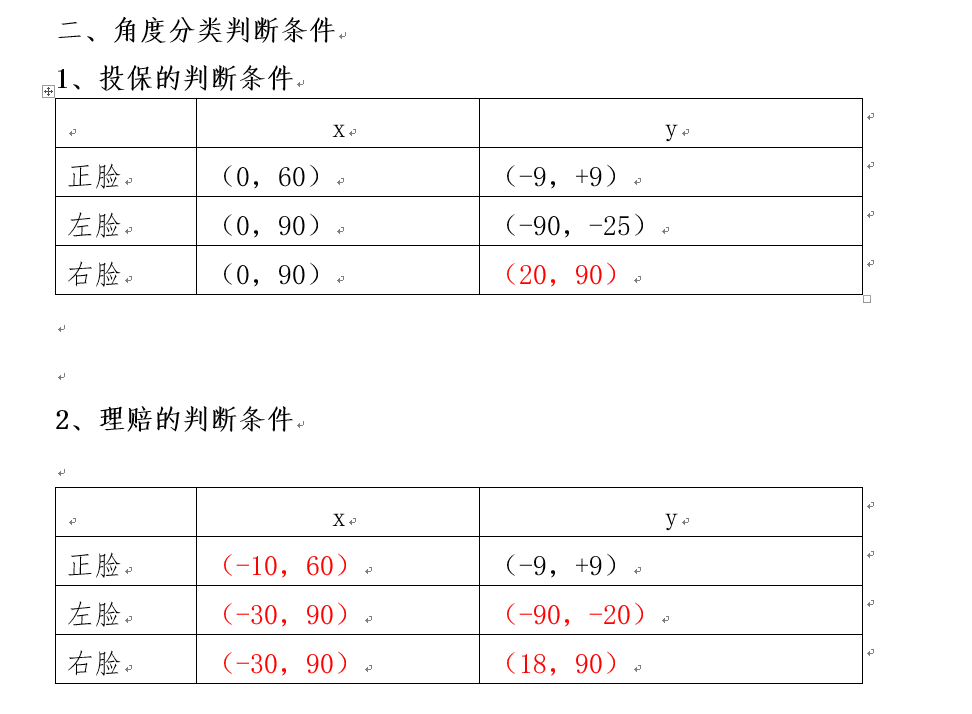 二、角度分类判断条件
1、投保的判断条件
x y
正脸 （0，60） （-9，+9）
左脸 （0，90） （-90，-25）
右脸 （0，90） （20，90）
2、理赔的判断条件
x y
正脸 （-10，60） （-9，+9）
左脸 （-30，90） （-90，-20）
右脸 （-30，90） （18，90）